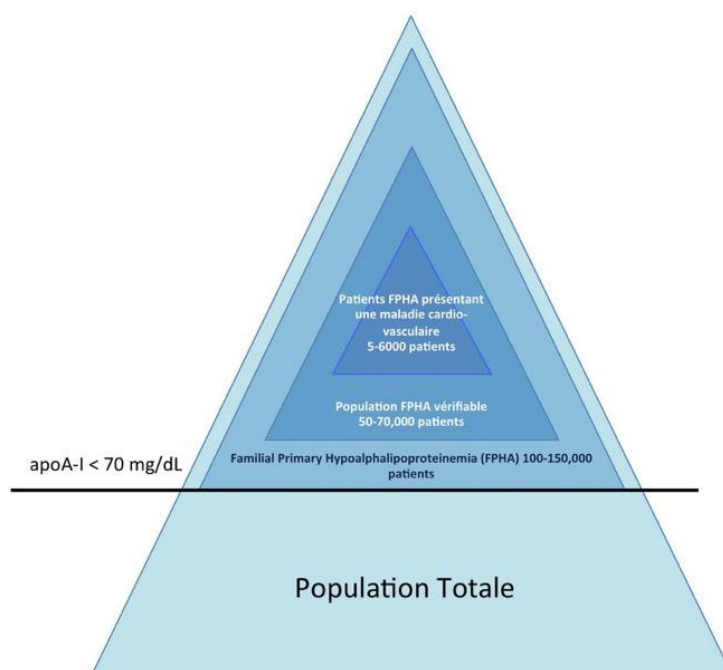 Patients FPHA présentant
une maladie cardio-
vasculaire
5-6000 patients
Population FPHA vérifiable
50-70,000 patients
Familial Primary Hypoalphalipoproteinemia (FPHA) 100-150,000
patients
apoA-I < 70 mg/dL
Population Totale